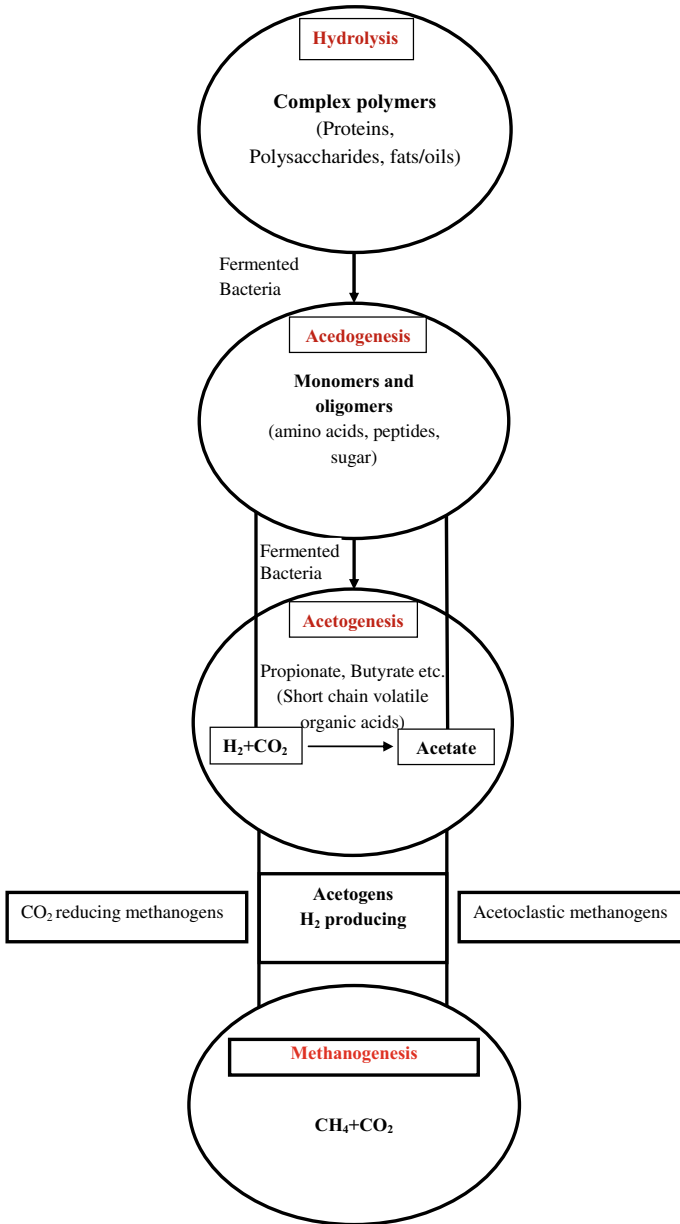 Hydrolysis
Complex polymers
(Proteins,
Polysaccharides, fats/oils)
Fermented
Bacteria
Acedogenesis
Monomers and
oligomers
(amino acids, peptides,
sugar)
Fermented
Bacteria
Acetogenesis
Propionate, Butyrate etc.
(Short chain volatile
organic acids)
H₂+CO₂
Acetate
CO₂ reducing methanogens
Acetogens
H₂ producing
Acetoclastic methanogens
Methanogenesis
CH₄+CO₂